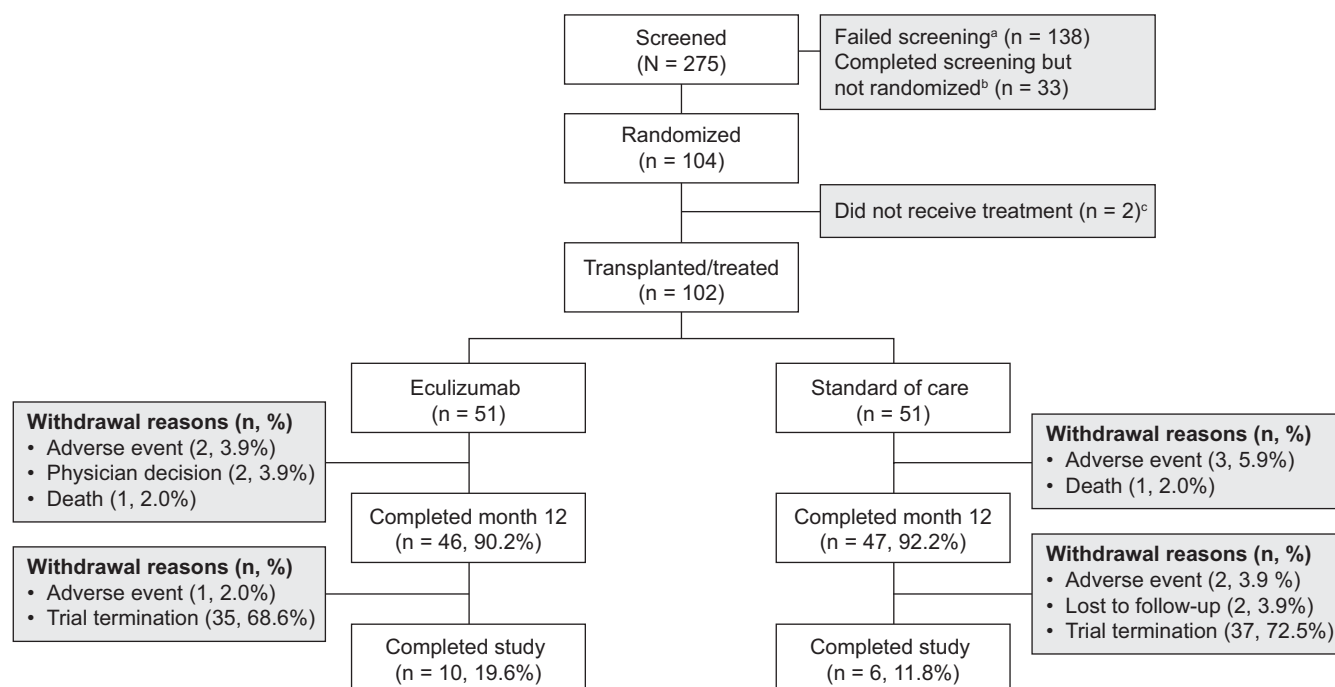 Screened
(N = 275)
Failed screeningᵃ (n = 138)
Completed screening but
not randomizedᵇ (n = 33)
Randomized
(n = 104)
Did not receive treatment (n = 2)ᶜ
Transplanted/treated
(n = 102)
Eculizumab
(n = 51)
Standard of care
(n = 51)
Withdrawal reasons (n, %)
• Adverse event (2, 3.9%)
• Physician decision (2, 3.9%)
• Death (1, 2.0%)
Withdrawal reasons (n, %)
• Adverse event (3, 5.9%)
• Death (1, 2.0%)
Completed month 12
(n = 46, 90.2%)
Completed month 12
(n = 47, 92.2%)
Withdrawal reasons (n, %)
• Adverse event (1, 2.0%)
• Trial termination (35, 68.6%)
Withdrawal reasons (n, %)
• Adverse event (2, 3.9 %)
• Lost to follow-up (2, 3.9%)
• Trial termination (37, 72.5%)
Completed study
(n = 10, 19.6%)
Completed study
(n = 6, 11.8%)